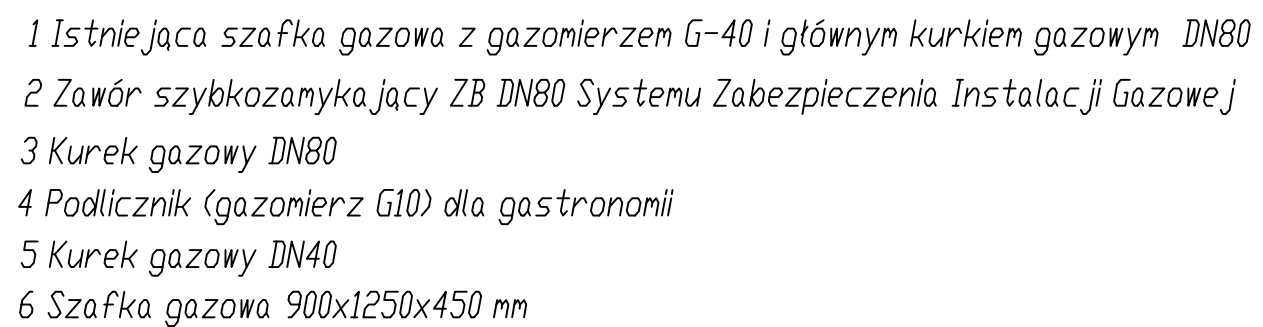 1 Istniejąca szafka gazowa z gazomierzem G-40 i głównym kurkiem gazowym DN80
2 Zawór szybkozamykający ZB DN80 Systemu Zabezpieczenia Instalacji Gazowej
3 Kurek gazowy DN80
4 Podlicznik (gazomierz G10) dla gastronomii
5 Kurek gazowy DN40
6 Szafka gazowa 900x1250x450 mm